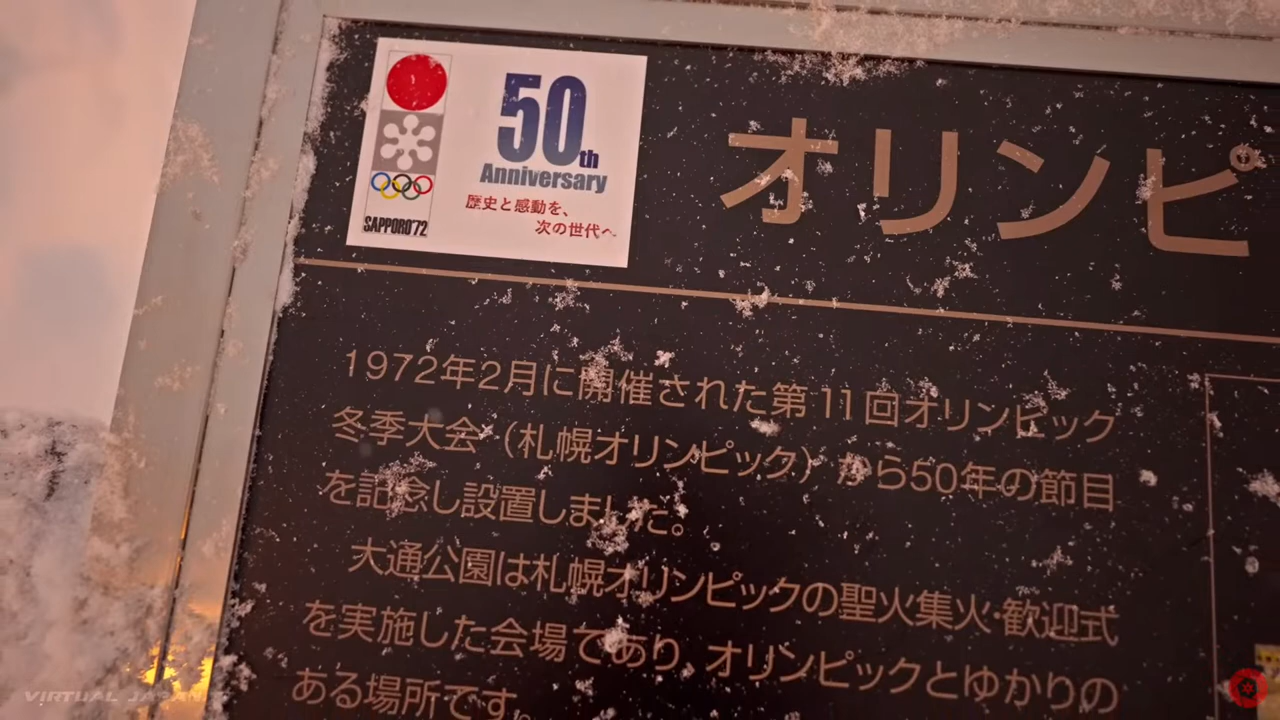 50th
Anniversary
歴史と感動を、
次の世代へ
SAPPORO'72
オリンピ
1972年2月に開催された第11回オリンピック
冬季大会（札幌オリンピック）から50年の節目
を記念し設置しました。
大通公園は札幌オリンピックの聖火集火・歓迎式
を実施した会場であり、オリンピックとゆかりの
ある場所です。
VIRTUAL JAPAN